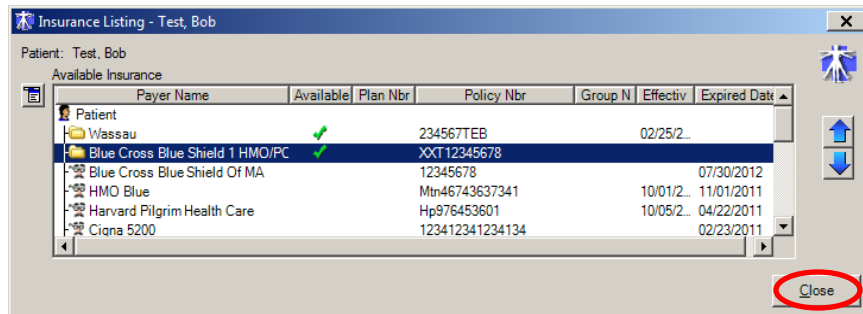 Insurance Listing - Test, Bob
Patient: Test, Bob
Available Insurance
Payer Name Available Plan Nbr Policy Nbr Group N Effectiv Expired Date
Patient
Wassau 234567TEB 02/25/2...
Blue Cross Blue Shield 1 HMO/PC XXT12345678
Blue Cross Blue Shield Of MA 12345678 07/30/2012
HMO Blue Mtn46743637341 10/01/2... 11/01/2011
Harvard Pilgrim Health Care Hp976453601 10/05/2... 04/22/2011
Cigna 5200 123412341234134 02/23/2011
Close